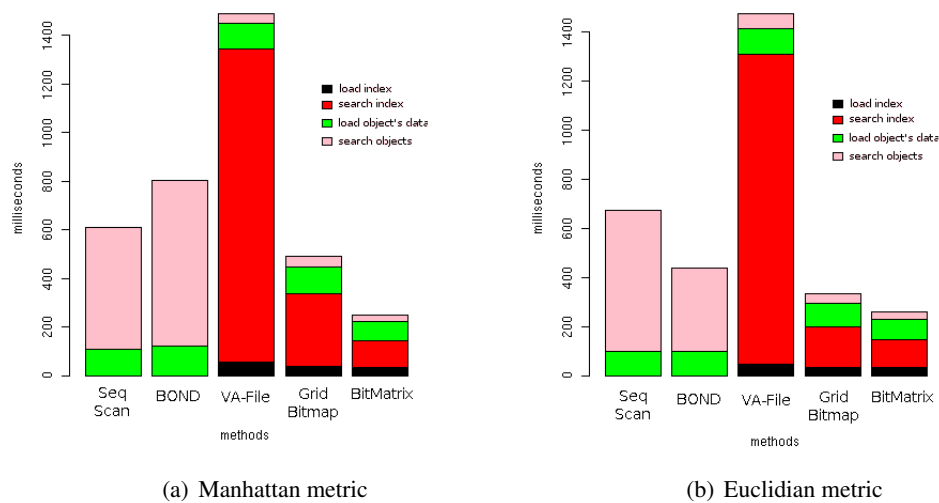 milliseconds
0
200
400
600
800
1000
1200
1400
load index
search index
load object's data
search objects
Seq
Scan
BOND
VA-File
Grid
Bitmap
BitMatrix
methods
(a) Manhattan metric
milliseconds
0
200
400
600
800
1000
1200
1400
load index
search index
load object's data
search objects
Seq
Scan
BOND
VA-File
Grid
Bitmap
BitMatrix
methods
(b) Euclidian metric